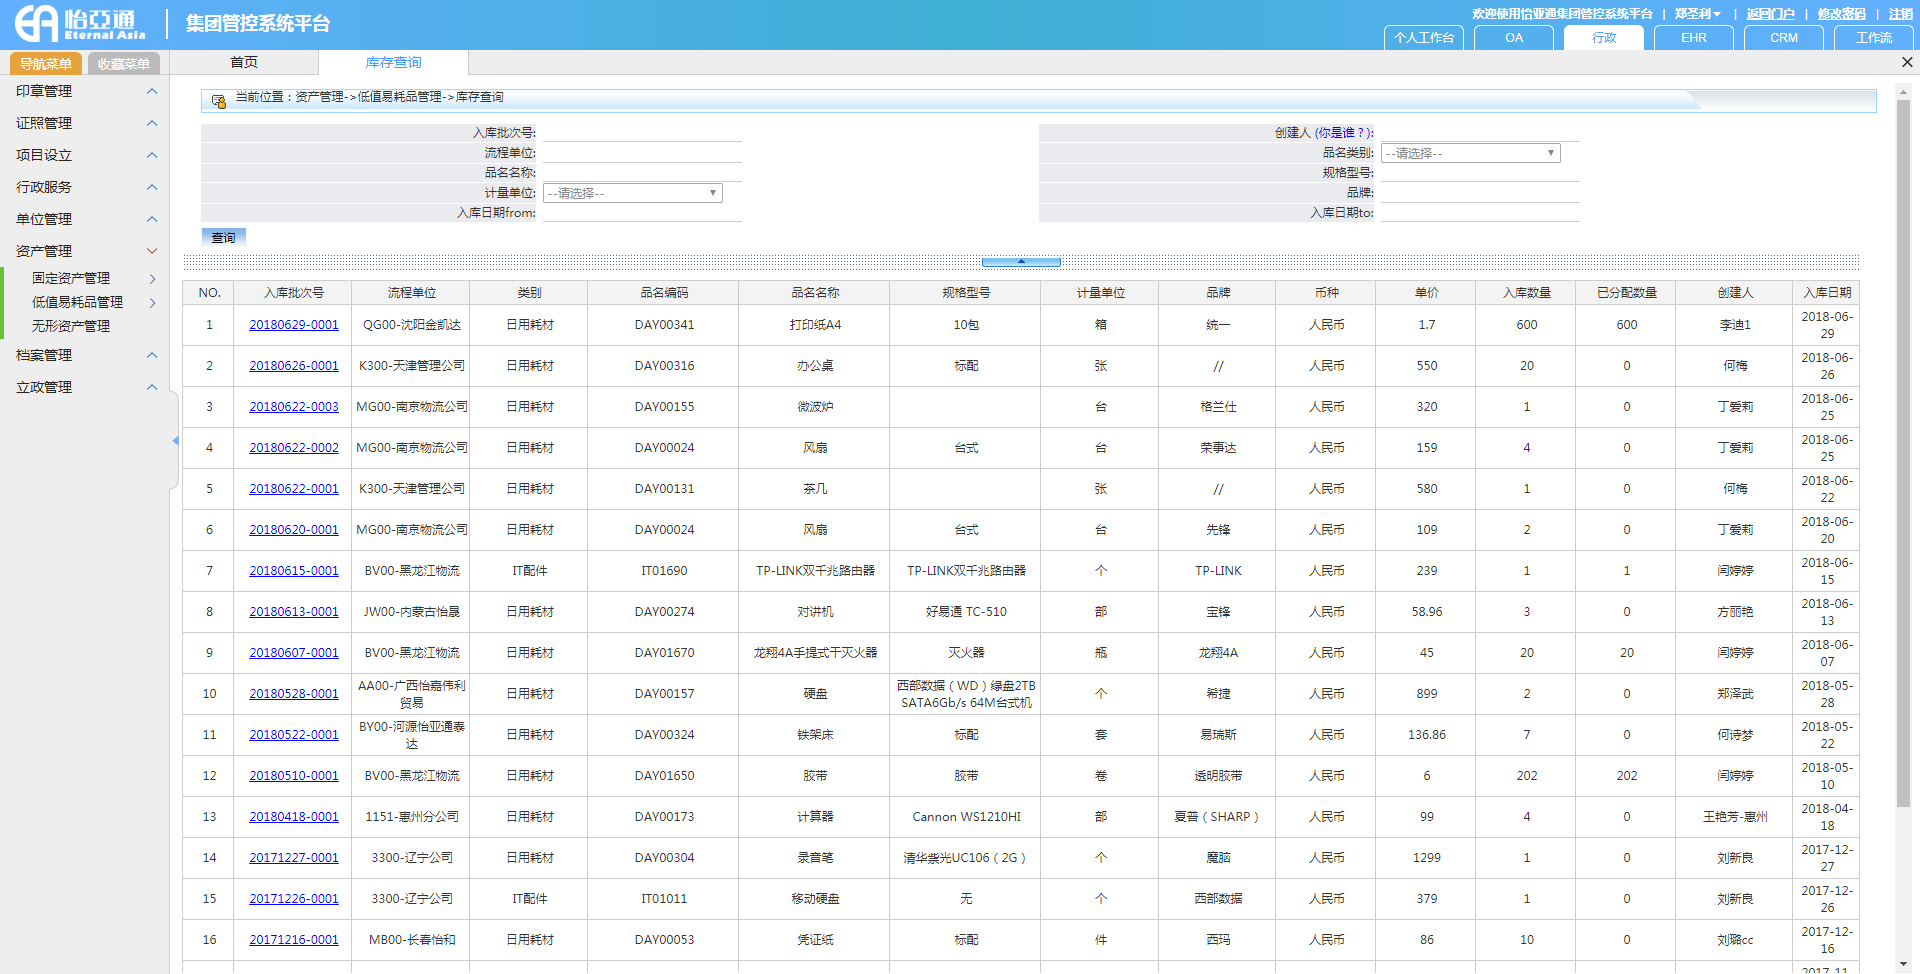 怡亞通
Eternal Asia
集团管控系统平台
欢迎使用怡亚通集团管控系统平台 | 郑圣利 | 返回门户 | 修改密码 | 注销
个人工作台 OA 行政 EHR CRM 工作流
导航菜单 收藏菜单 首页 库存查询
印章管理
证照管理
项目设立
行政服务
单位管理
资产管理
固定资产管理
低值易耗品管理
无形资产管理
档案管理
立政管理
当前位置：资产管理->低值易耗品管理->库存查询
入库批次号: 创建人 (你是谁？):
流程单位: 品名类别: --请选择--
品名名称: 规格型号:
计量单位: --请选择-- 品牌:
入库日期from: 入库日期to:
查询
NO. 入库批次号 流程单位 类别 品名编码 品名名称 规格型号 计量单位 品牌 币种 单价 入库数量 已分配数量 创建人 入库日期
1 20180629-0001 QG00-沈阳金凯达 日用耗材 DAY00341 打印纸A4 10包 箱 统一 人民币 1.7 600 600 李迪1 2018-06-29
2 20180626-0001 K300-天津管理公司 日用耗材 DAY00316 办公桌 标配 张 // 人民币 550 20 0 何梅 2018-06-26
3 20180622-0003 MG00-南京物流公司 日用耗材 DAY00155 微波炉 台 格兰仕 人民币 320 1 0 丁爱莉 2018-06-25
4 20180622-0002 MG00-南京物流公司 日用耗材 DAY00024 风扇 台式 台 荣事达 人民币 159 4 0 丁爱莉 2018-06-25
5 20180622-0001 K300-天津管理公司 日用耗材 DAY00131 茶几 张 // 人民币 580 1 0 何梅 2018-06-22
6 20180620-0001 MG00-南京物流公司 日用耗材 DAY00024 风扇 台式 台 先锋 人民币 109 2 0 丁爱莉 2018-06-20
7 20180615-0001 BV00-黑龙江物流 IT配件 IT01690 TP-LINK双千兆路由器 TP-LINK双千兆路由器 个 TP-LINK 人民币 239 1 1 闫婷婷 2018-06-15
8 20180613-0001 JW00-内蒙古怡晟 日用耗材 DAY00274 对讲机 好易通 TC-510 部 宝锋 人民币 58.96 3 0 方丽艳 2018-06-13
9 20180607-0001 BV00-黑龙江物流 日用耗材 DAY01670 龙翔4A手提式干灭火器 灭火器 瓶 龙翔4A 人民币 45 20 20 闫婷婷 2018-06-07
10 20180528-0001 AA00-广西怡嘉伟利贸易 日用耗材 DAY00157 硬盘 西部数据（WD）绿盘2TB SATA6Gb/s 64M台式机 个 希捷 人民币 899 2 0 郑泽武 2018-05-28
11 20180522-0001 BY00-河源怡亚通泰达 日用耗材 DAY00324 铁架床 标配 套 易瑞斯 人民币 136.86 7 0 何诗梦 2018-05-22
12 20180510-0001 BV00-黑龙江物流 日用耗材 DAY01650 胶带 胶带 卷 透明胶带 人民币 6 202 202 闫婷婷 2018-05-10
13 20180418-0001 1151-惠州分公司 日用耗材 DAY00173 计算器 Cannon WS1210HI 部 夏普（SHARP） 人民币 99 4 0 王艳芳-惠州 2018-04-18
14 20171227-0001 3300-辽宁公司 日用耗材 DAY00304 录音笔 清华紫光UC106（2G） 个 魔脑 人民币 1299 1 0 刘新良 2017-12-27
15 20171226-0001 3300-辽宁公司 IT配件 IT01011 移动硬盘 无 个 西部数据 人民币 379 1 0 刘新良 2017-12-26
16 20171216-0001 MB00-长春怡和 日用耗材 DAY00053 凭证纸 标配 件 西玛 人民币 86 10 0 刘璐cc 2017-12-16